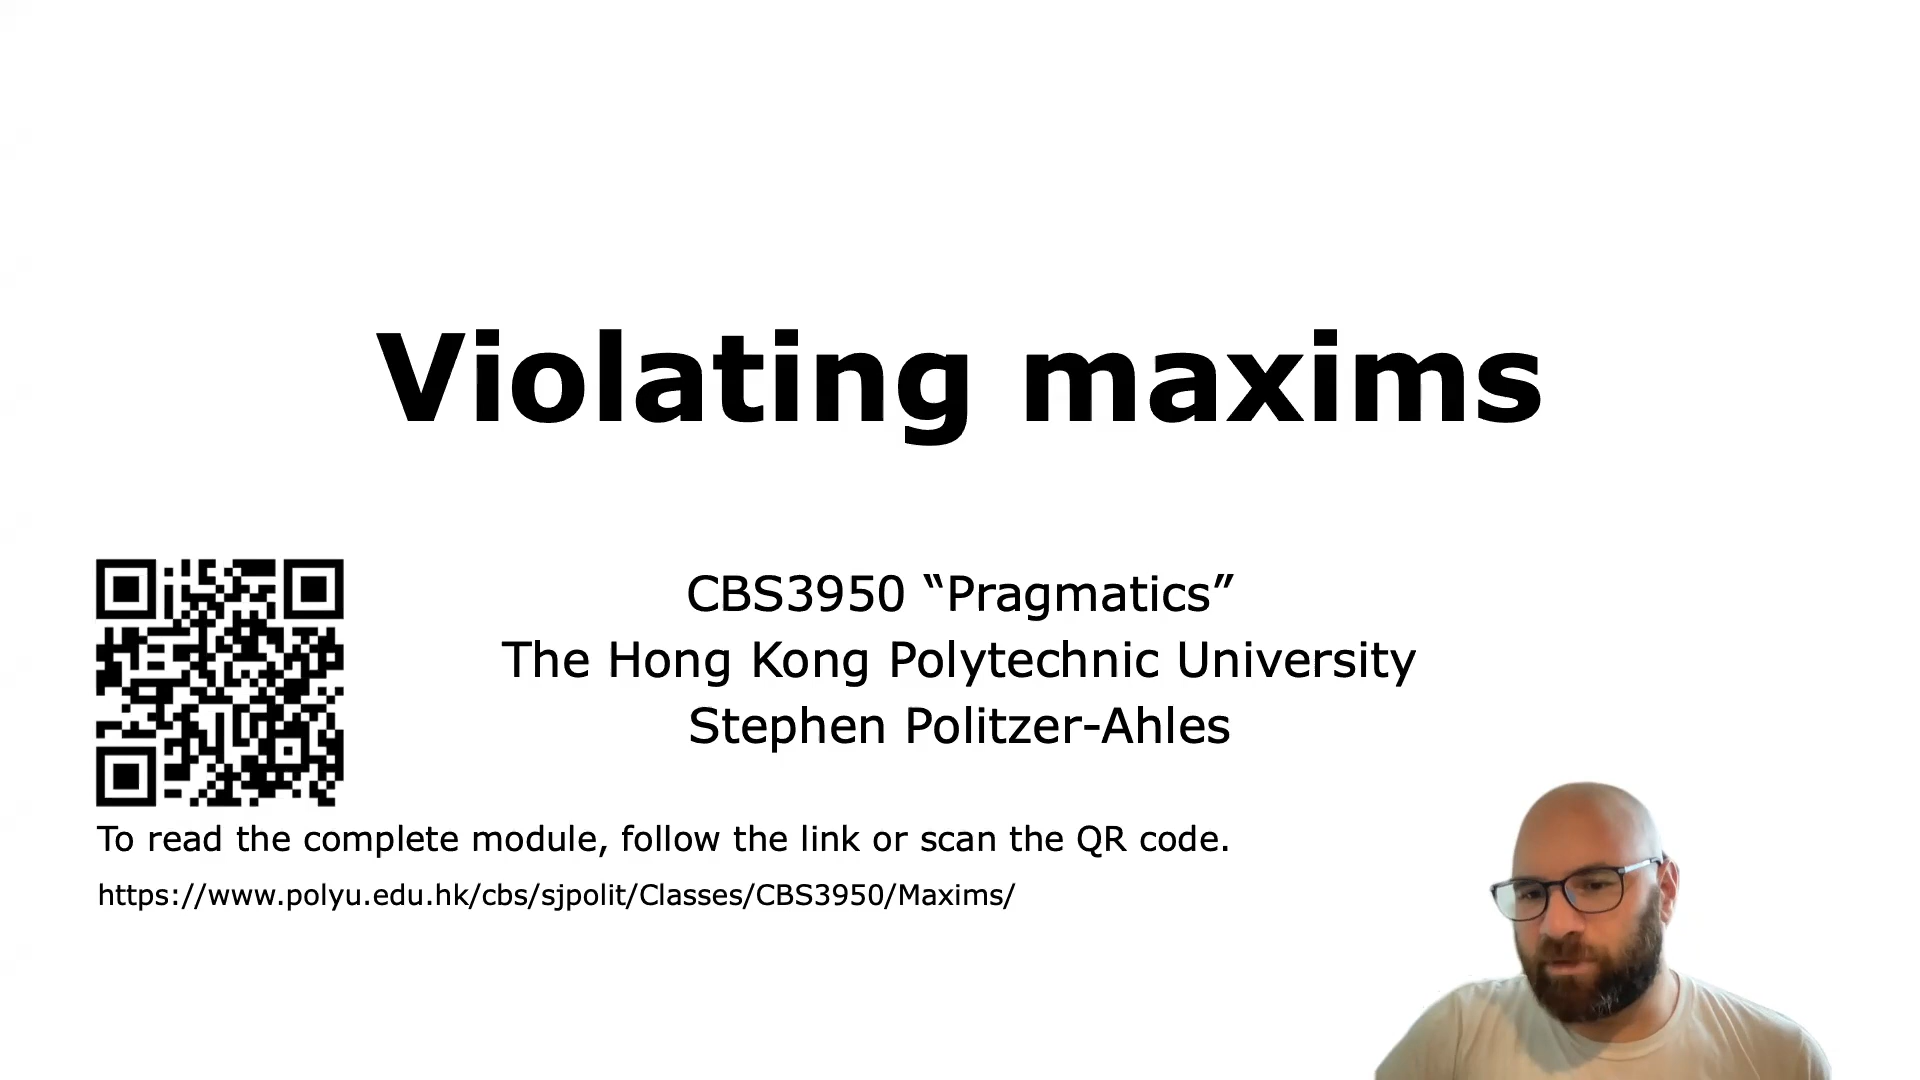 Violating maxims
CBS3950 “Pragmatics”
The Hong Kong Polytechnic University
Stephen Politzer-Ahles
To read the complete module, follow the link or scan the QR code.
https://www.polyu.edu.hk/cbs/sjpolit/Classes/CBS3950/Maxims/